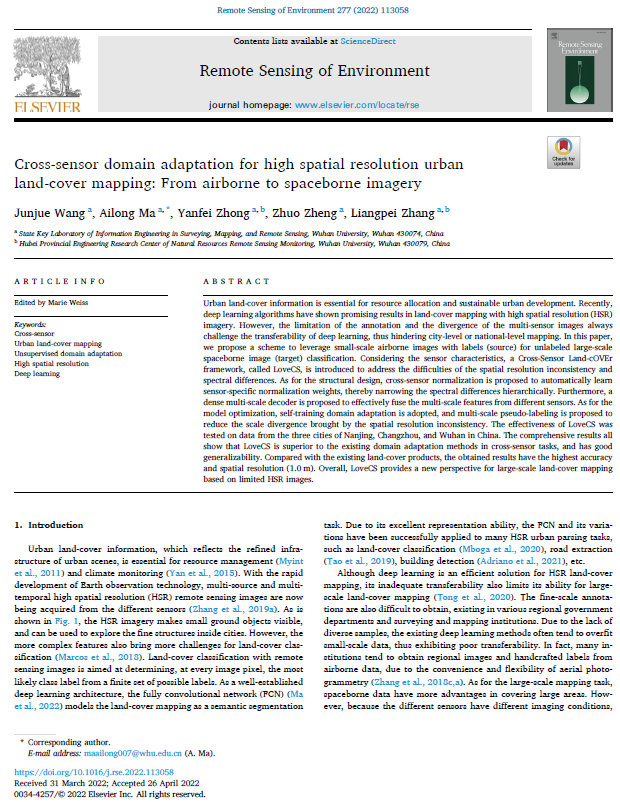 Remote Sensing of Environment 277 (2022) 113058
Contents lists available at ScienceDirect
Remote Sensing of Environment
journal homepage: www.elsevier.com/locate/rse
ELSEVIER
Remote Sensing
Environment
Check for
updates
Cross-sensor domain adaptation for high spatial resolution urban
land-cover mapping: From airborne to spaceborne imagery
Junjue Wang a, Ailong Ma a,*, Yanfei Zhong a,b, Zhuo Zheng a, Liangpei Zhang a,b
a State Key Laboratory of Information Engineering in Surveying, Mapping, and Remote Sensing, Wuhan University, Wuhan 430074, China
b Hubei Provincial Engineering Research Center of Natural Resources Remote Sensing Monitoring, Wuhan University, Wuhan 430079, China
ARTICLE INFO
Edited by Marie Weiss
Keywords:
Cross-sensor
Urban land-cover mapping
Unsupervised domain adaptation
High spatial resolution
Deep learning
ABSTRACT
Urban land-cover information is essential for resource allocation and sustainable urban development. Recently,
deep learning algorithms have shown promising results in land-cover mapping with high spatial resolution (HSR)
imagery. However, the limitation of the annotation and the divergence of the multi-sensor images always
challenge the transferability of deep learning, thus hindering city-level or national-level mapping. In this paper,
we propose a scheme to leverage small-scale airborne images with labels (source) for unlabeled large-scale
spaceborne image (target) classification. Considering the sensor characteristics, a Cross-Sensor Land-cOVEr
framework, called LoveCS, is introduced to address the difficulties of the spatial resolution inconsistency and
spectral differences. As for the structural design, cross-sensor normalization is proposed to automatically learn
sensor-specific normalization weights, thereby narrowing the spectral differences hierarchically. Furthermore, a
dense multi-scale decoder is proposed to effectively fuse the multi-scale features from different sensors. As for the
model optimization, self-training domain adaptation is adopted, and multi-scale pseudo-labeling is proposed to
reduce the scale divergence brought by the spatial resolution inconsistency. The effectiveness of LoveCS was
tested on data from the three cities of Nanjing, Changzhou, and Wuhan in China. The comprehensive results all
show that LoveCS is superior to the existing domain adaptation methods in cross-sensor tasks, and has good
generalizability. Compared with the existing land-cover products, the obtained results have the highest accuracy
and spatial resolution (1.0 m). Overall, LoveCS provides a new perspective for large-scale land-cover mapping
based on limited HSR images.
1. Introduction
Urban land-cover information, which reflects the refined infra-
structure of urban scenes, is essential for resource management (Myint
et al., 2011) and climate monitoring (Yan et al., 2015). With the rapid
development of Earth observation technology, multi-source and multi-
temporal high spatial resolution (HSR) remote sensing images are now
being acquired from the different sensors (Zhang et al., 2019a). As is
shown in Fig. 1, the HSR imagery makes small ground objects visible,
and can be used to explore the fine structures inside cities. However, the
more complex features also bring more challenges for land-cover clas-
sification (Marcos et al., 2018). Land-cover classification with remote
sensing images is aimed at determining, at every image pixel, the most
likely class label from a finite set of possible labels. As a well-established
deep learning architecture, the fully convolutional network (FCN) (Ma
et al., 2022) models the land-cover mapping as a semantic segmentation
task. Due to its excellent representation ability, the FCN and its varia-
tions have been successfully applied to many HSR urban parsing tasks,
such as land-cover classification (Mboga et al., 2020), road extraction
(Tao et al., 2019), building detection (Adriano et al., 2021), etc.
Although deep learning is an efficient solution for HSR land-cover
mapping, its inadequate transferability also limits its ability for large-
scale land-cover mapping (Tong et al., 2020). The fine-scale annota-
tions are also difficult to obtain, existing in various regional government
departments and surveying and mapping institutions. Due to the lack of
diverse samples, the existing deep learning methods often tend to overfit
small-scale data, thus exhibiting poor transferability. In fact, many in-
stitutions tend to obtain regional images and handcrafted labels from
airborne data, due to the convenience and flexibility of aerial photo-
grammetry (Zhang et al., 2018c,a). As for the large-scale mapping task,
spaceborne data have more advantages in covering large areas. How-
ever, because the different sensors have different imaging conditions,
* Corresponding author.
E-mail address: maailong007@whu.edu.cn (A. Ma).
https://doi.org/10.1016/j.rse.2022.113058
Received 31 March 2022; Accepted 26 April 2022
0034-4257/© 2022 Elsevier Inc. All rights reserved.